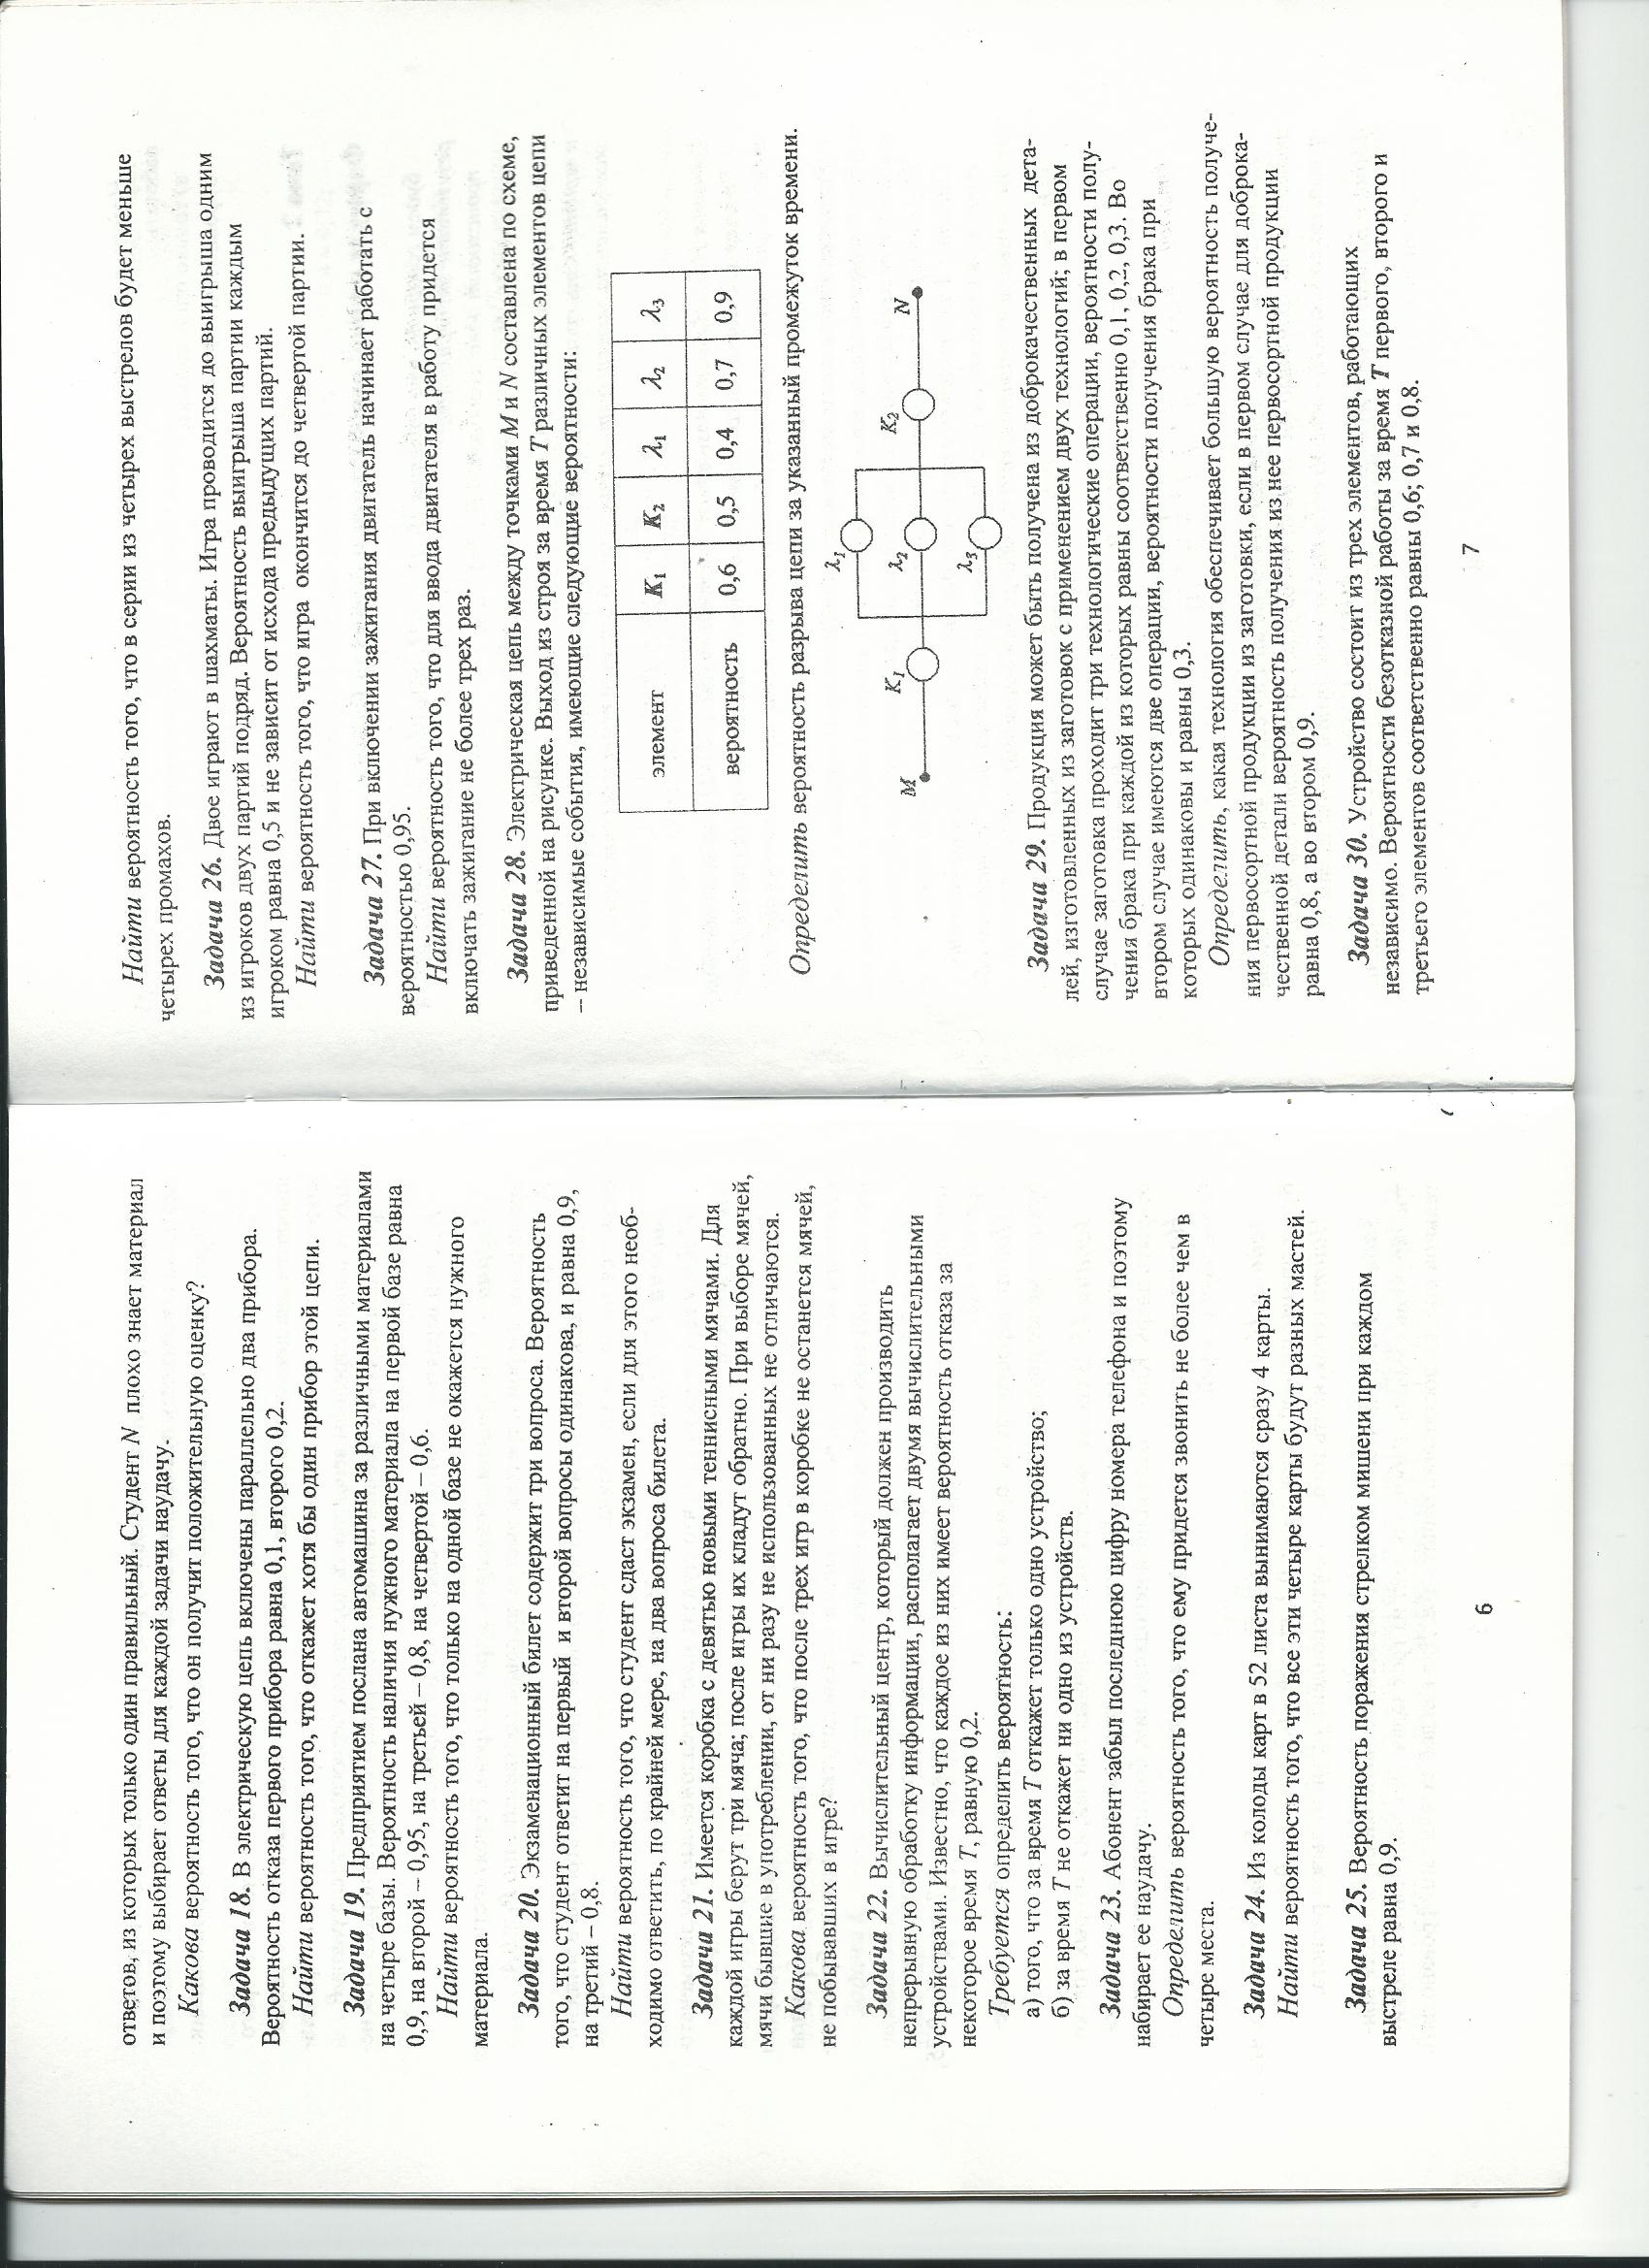 ответов, из которых только один правильный. Студент N плохо знает материал
и поэтому выбирает ответы для каждой задачи наудачу.
Какова вероятность того, что он получит положительную оценку?
Задача 18. В электрическую цепь включены параллельно два прибора.
Вероятность отказа первого прибора равна 0,1, второго 0,2.
Найти вероятность того, что откажет хотя бы один прибор этой цепи.
Задача 19. Предприятием послана автомашина за различными материалами
на четыре базы. Вероятность наличия нужного материала на первой базе равна
0,9, на второй – 0,95, на третьей – 0,8, на четвертой – 0,6.
Найти вероятность того, что только на одной базе не окажется нужного
материала.
Задача 20. Экзаменационный билет содержит три вопроса. Вероятность
того, что студент ответит на первый и второй вопросы одинакова, и равна 0,9,
на третий – 0,8.
Найти вероятность того, что студент сдаст экзамен, если для этого необ-
ходимо ответить, по крайней мере, на два вопроса билета.
Задача 21. Имеется коробка с девятью новыми теннисными мячами. Для
каждой игры берут три мяча; после игры их кладут обратно. При выборе мячей,
мячи бывшие в употреблении, от ни разу не использованных не отличаются.
Какова вероятность того, что после трех игр в коробке не останется мячей,
не побывавших в игре?
Задача 22. Вычислительный центр, который должен производить
непрерывную обработку информации, располагает двумя вычислительными
устройствами. Известно, что каждое из них имеет вероятность отказа за
некоторое время T, равную 0,2.
Требуется определить вероятность:
а) того, что за время T откажет только одно устройство;
б) за время T не откажет ни одно из устройств.
Задача 23. Абонент забыл последнюю цифру номера телефона и поэтому
набирает ее наудачу.
Определить вероятность того, что ему придется звонить не более чем в
четыре места.
Задача 24. Из колоды карт в 52 листа вынимаются сразу 4 карты.
Найти вероятность того, что все эти четыре карты будут разных мастей.
Задача 25. Вероятность поражения стрелком мишени при каждом
выстреле равна 0,9.
6
Найти вероятность того, что в серии из четырех выстрелов будет меньше
четырех промахов.
Задача 26. Двое играют в шахматы. Игра проводится до выигрыша одним
из игроков двух партий подряд. Вероятность выигрыша партии каждым
игроком равна 0,5 и не зависит от исхода предыдущих партий.
Найти вероятность того, что игра окончится до четвертой партии.
Задача 27. При включении зажигания двигатель начинает работать с
вероятностью 0,95.
Найти вероятность того, что для ввода двигателя в работу придется
включать зажигание не более трех раз.
Задача 28. Электрическая цепь между точками M и N составлена по схеме,
приведенной на рисунке. Выход из строя за время T различных элементов цепи
– независимые события, имеющие следующие вероятности:
элемент K₁ K₂ λ₁ λ₂ λ₃
вероятность 0,6 0,5 0,4 0,7 0,9
Определить вероятность разрыва цепи за указанный промежуток времени.
λ₁
M K₁ λ₂ K₂ N
λ₃
Задача 29. Продукция может быть получена из доброкачественных дета-
лей, изготовленных из заготовок с применением двух технологий; в первом
случае заготовка проходит три технологические операции, вероятности полу-
чения брака при каждой из которых равны соответственно 0,1, 0,2, 0,3. Во
втором случае имеются две операции, вероятности получения брака при
которых одинаковы и равны 0,3.
Определить, какая технология обеспечивает большую вероятность получе-
ния первосортной продукции из заготовки, если в первом случае для доброка-
чественной детали вероятность получения из нее первосортной продукции
равна 0,8, а во втором 0,9.
Задача 30. Устройство состоит из трех элементов, работающих
независимо. Вероятности безотказной работы за время T первого, второго и
третьего элементов соответственно равны 0,6; 0,7 и 0,8.
7